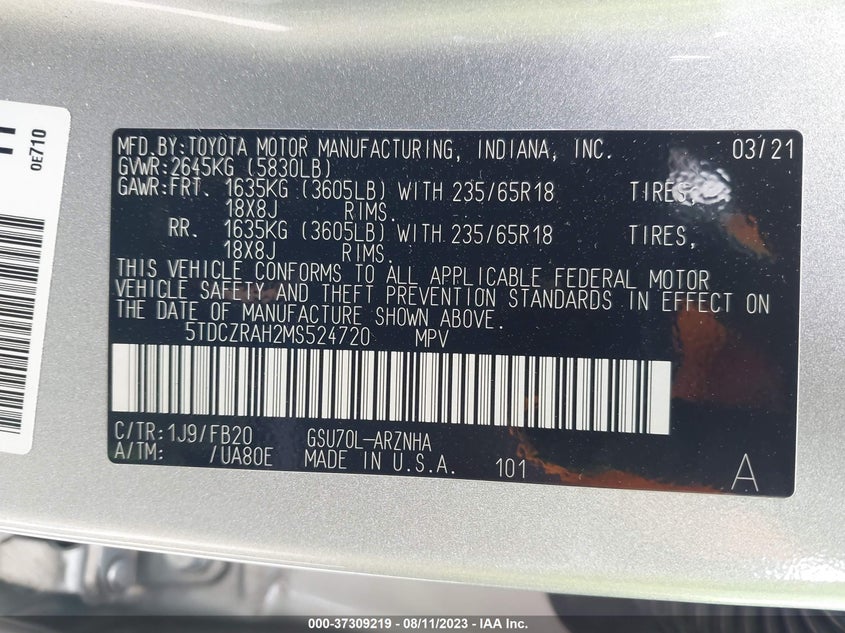 11
0E710
MFD.BY:TOYOTA MOTOR MANUFACTURING, INDIANA, INC. 03/21
GVWR:2645KG (5830LB)
GAWR:FRT. 1635KG (3605LB) WITH 235/65R18 TIRES,
18X8J RIMS.
RR. 1635KG (3605LB) WITH 235/65R18 TIRES,
18X8J RIMS.
THIS VEHICLE CONFORMS TO ALL APPLICABLE FEDERAL MOTOR
VEHICLE SAFETY AND THEFT PREVENTION STANDARDS IN EFFECT ON
THE DATE OF MANUFACTURE SHOWN ABOVE.
5TDCZRAH2MS524720 MPV
C/TR:1J9/FB20 GSU70L-ARZNHA
A/TM: /UA80E MADE IN U.S.A. 101 A
000-37309219 - 08/11/2023 - IAA Inc.